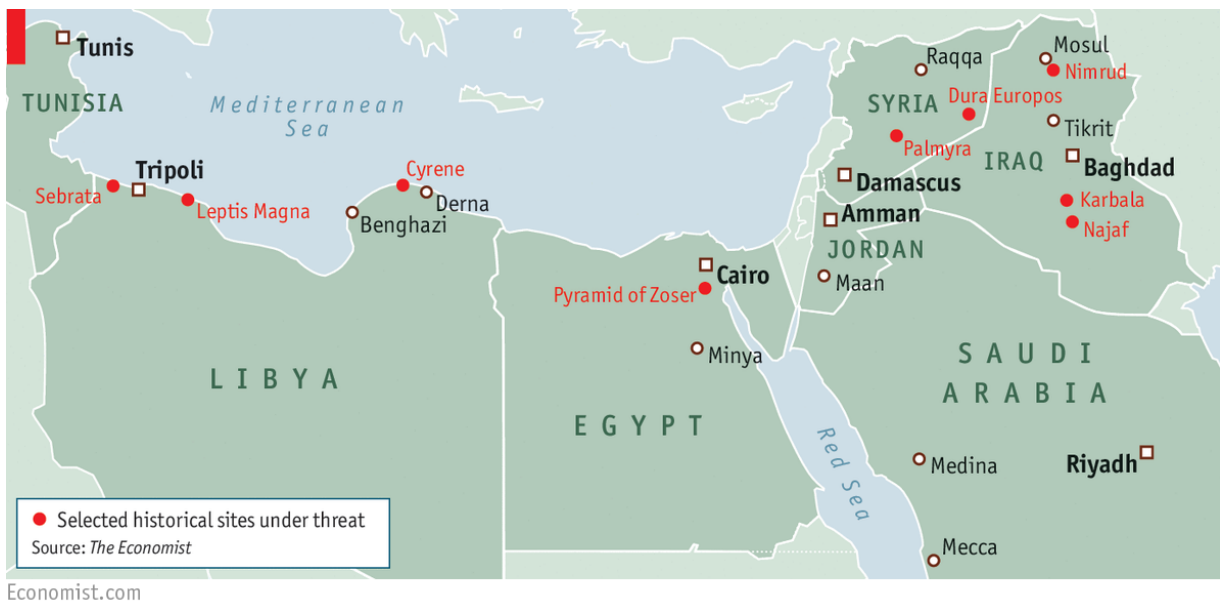 Tunis
TUNISIA
Mediterranean
Sea
Tripoli
Sebrata
Leptis Magna
Cyrene
Derna
Benghazi
LIBYA
Raqqa
SYRIA
Dura Europos
Palmyra
Mosul
Nimrud
Tikrit
IRAQ
Baghdad
Karbala
Najaf
Damascus
Amman
JORDAN
Maan
Cairo
Pyramid of Zoser
Minya
EGYPT
Red Sea
SAUDI
ARABIA
Medina
Riyadh
Mecca
Selected historical sites under threat
Source: The Economist
Economist.com